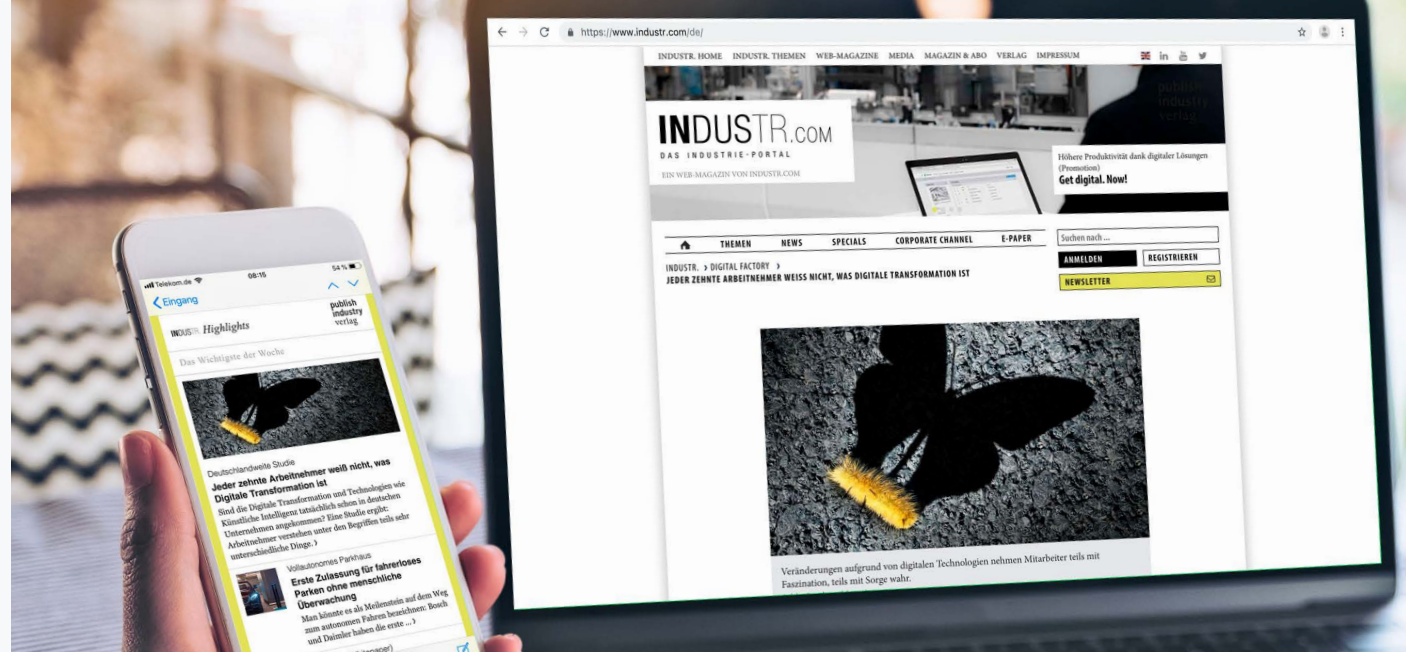 Telekom.de
08:15
54 %
Eingang
INDUSTR. Highlights
publish
industry
verlag
Das Wichtigste der Woche
Deutschlandweite Studie
Jeder zehnte Arbeitnehmer weiß nicht, was
Digitale Transformation ist
Sind die Digitale Transformation und Technologien wie
Künstliche Intelligenz tatsächlich schon in deutschen
Unternehmen angekommen? Eine Studie ergibt:
Arbeitnehmer verstehen unter den Begriffen teils sehr
unterschiedliche Dinge.
Vollautonomes Parkhaus
Erste Zulassung für fahrerloses
Parken ohne menschliche
Überwachung
Man könnte es als Meilenstein auf dem Weg
zum autonomen Fahren bezeichnen: Bosch
und Daimler haben die erste ...
https://www.industr.com/de/
INDUSTR. HOME INDUSTR. THEMEN WEB-MAGAZINE MEDIA MAGAZIN & ABO VERLAG IMPRESSUM
publish
industry
verlag
INDUSTR.COM
DAS INDUSTRIE-PORTAL
EIN WEB-MAGAZIN VON INDUSTR.COM
Höhere Produktivität dank digitaler Lösungen
(Promotion)
Get digital. Now!
THEMEN NEWS SPECIALS CORPORATE CHANNEL E-PAPER
Suchen nach ...
ANMELDEN REGISTRIEREN
NEWSLETTER
INDUSTR. > DIGITAL FACTORY >
JEDER ZEHNTE ARBEITNEHMER WEISS NICHT, WAS DIGITALE TRANSFORMATION IST
Veränderungen aufgrund von digitalen Technologien nehmen Mitarbeiter teils mit
Faszination, teils mit Sorge wahr.